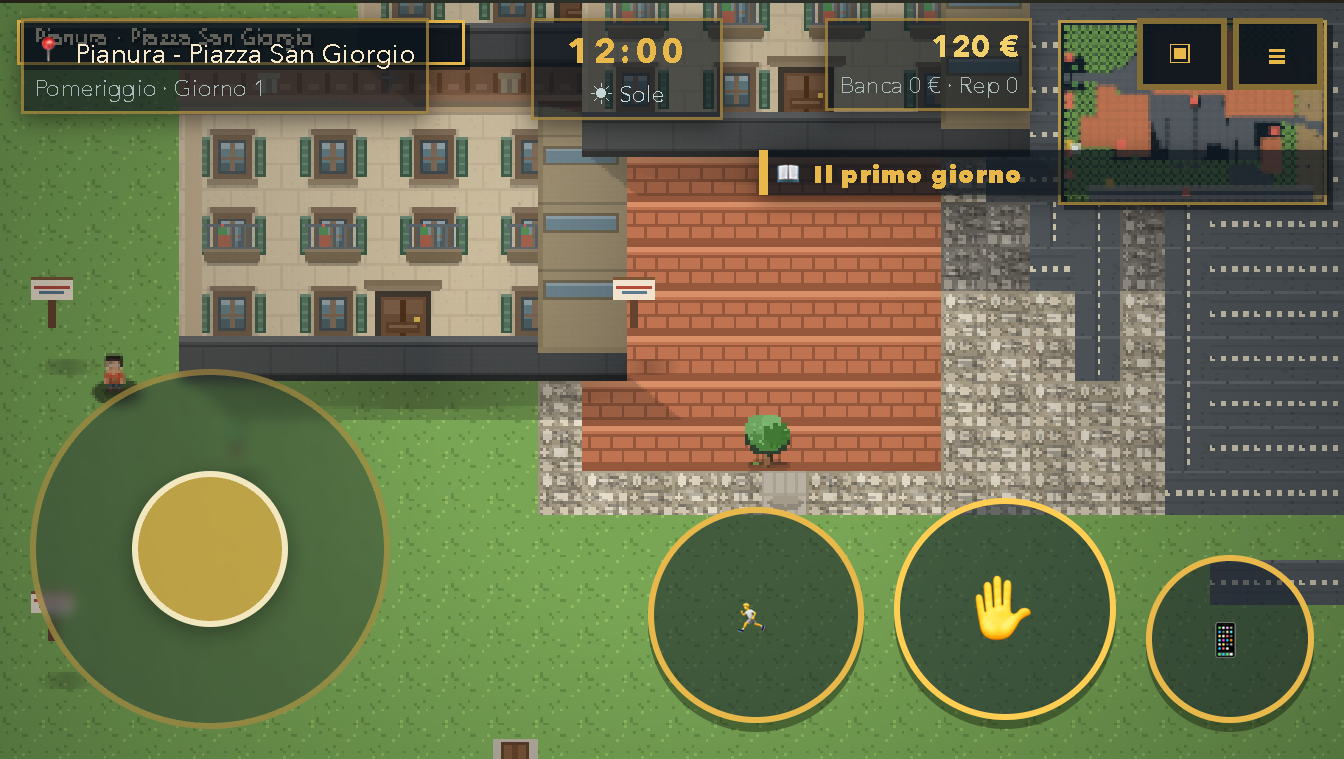 Pianura · Piazza San Giorgio
Pianura - Piazza San Giorgio
Pomeriggio · Giorno 1
12:00
Sole
120 €
Banca 0 € · Rep 0
Il primo giorno